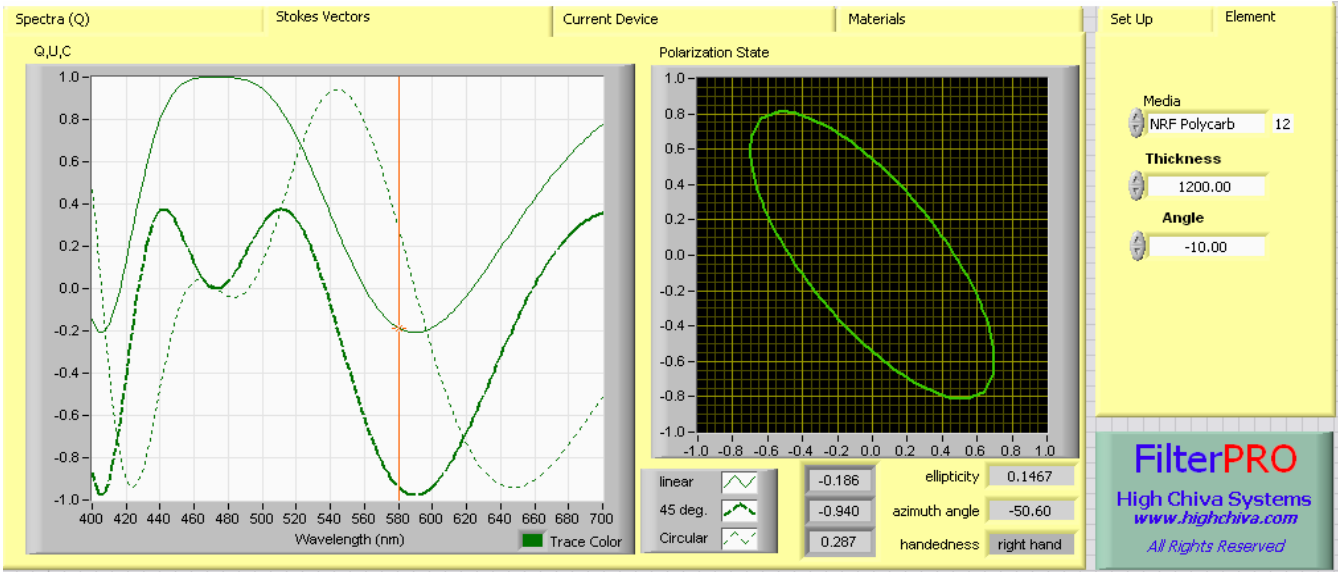 Spectra (Q) Stokes Vectors Current Device Materials Set Up Element
Q,U,C
Polarization State
1.0
0.8
0.6
0.4
0.2
0.0
-0.2
-0.4
-0.6
-0.8
-1.0
400 420 440 460 480 500 520 540 560 580 600 620 640 660 680 700
Wavelength (nm)
Trace Color
1.0
0.8
0.6
0.4
0.2
0.0
-0.2
-0.4
-0.6
-0.8
-1.0
-1.0 -0.8 -0.6 -0.4 -0.2 0.0 0.2 0.4 0.6 0.8 1.0
linear -0.186
45 deg. -0.940
Circular 0.287
ellipticity 0.1467
azimuth angle -50.60
handedness right hand
Media
NRF Polycarb 12
Thickness
1200.00
Angle
-10.00
FilterPRO
High Chiva Systems
www.highchiva.com
All Rights Reserved